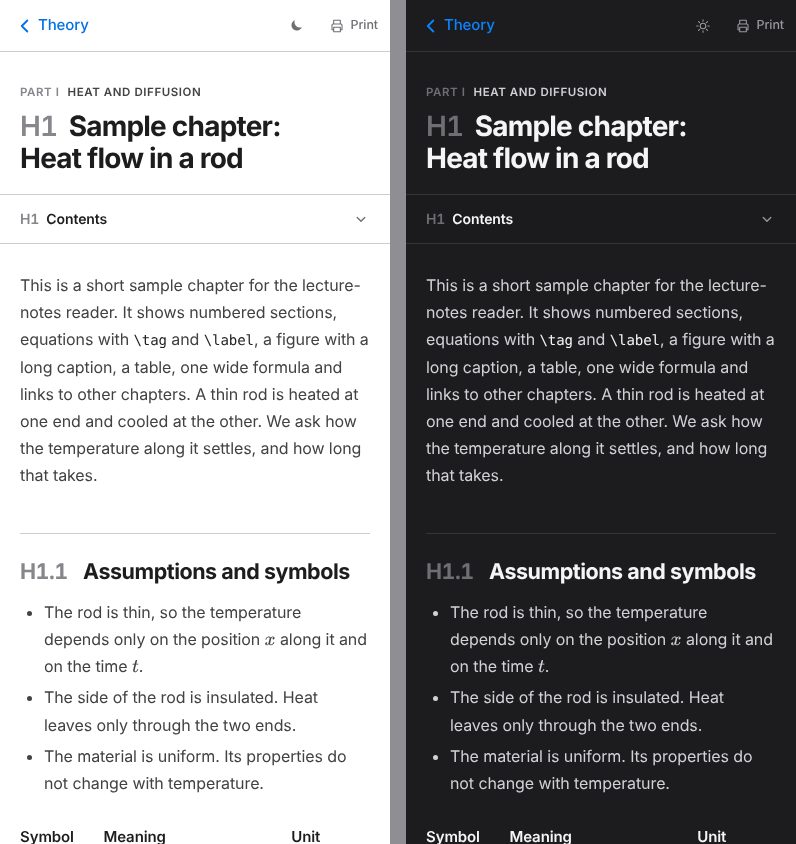 Theory
Print
PART I HEAT AND DIFFUSION
H1 Sample chapter:
Heat flow in a rod
H1 Contents
This is a short sample chapter for the lecture-
notes reader. It shows numbered sections,
equations with \tag and \label, a figure with a
long caption, a table, one wide formula and
links to other chapters. A thin rod is heated at
one end and cooled at the other. We ask how
the temperature along it settles, and how long
that takes.
H1.1 Assumptions and symbols
• The rod is thin, so the temperature
depends only on the position x along it and
on the time t.
• The side of the rod is insulated. Heat
leaves only through the two ends.
• The material is uniform. Its properties do
not change with temperature.
Symbol Meaning Unit
Theory
Print
PART I HEAT AND DIFFUSION
H1 Sample chapter:
Heat flow in a rod
H1 Contents
This is a short sample chapter for the lecture-
notes reader. It shows numbered sections,
equations with \tag and \label, a figure with a
long caption, a table, one wide formula and
links to other chapters. A thin rod is heated at
one end and cooled at the other. We ask how
the temperature along it settles, and how long
that takes.
H1.1 Assumptions and symbols
• The rod is thin, so the temperature
depends only on the position x along it and
on the time t.
• The side of the rod is insulated. Heat
leaves only through the two ends.
• The material is uniform. Its properties do
not change with temperature.
Symbol Meaning Unit